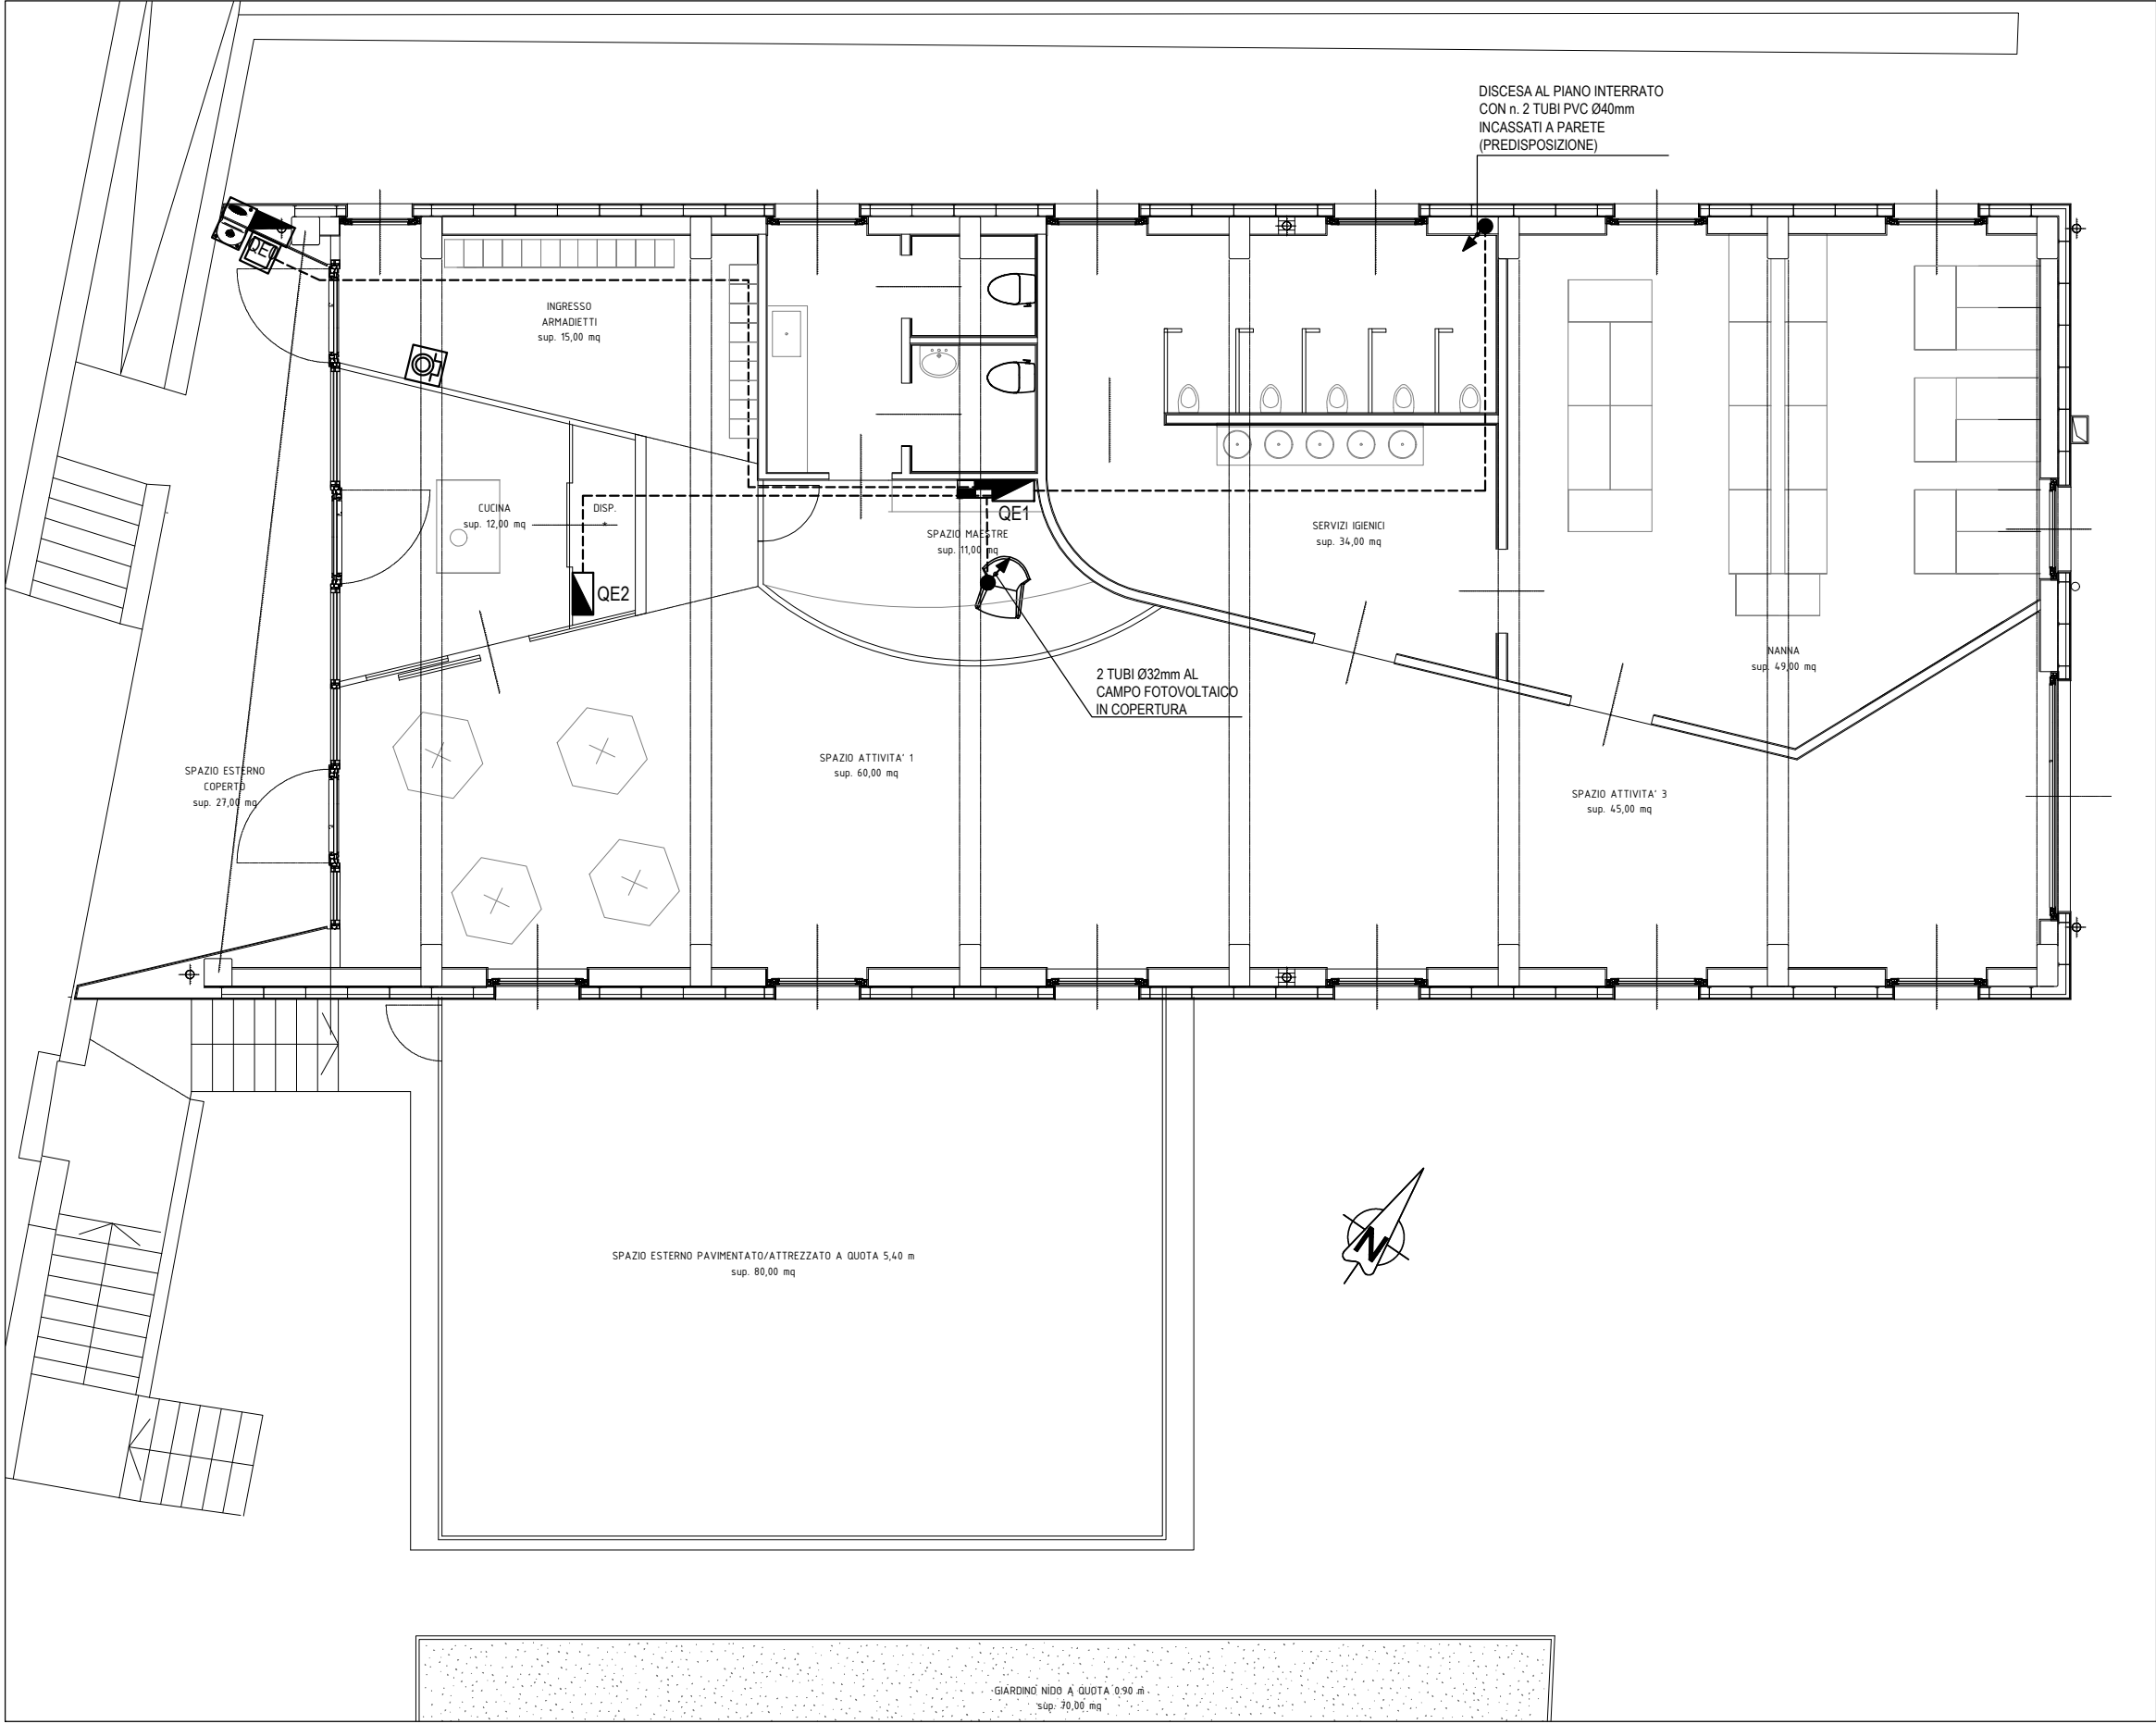 DISCESA AL PIANO INTERRATO
CON n. 2 TUBI PVC Ø40mm
INCASSATI A PARETE
(PREDISPOSIZIONE)
INGRESSO
ARMADIETTI
sup. 15,00 mq
CUCINA
sup. 12,00 mq
DISP.
*
QE1
SPAZIO MAESTRE
sup. 11,00 mq
SERVIZI IGIENICI
sup. 34,00 mq
QE2
NANNA
sup. 49,00 mq
2 TUBI Ø32mm AL
CAMPO FOTOVOLTAICO
IN COPERTURA
SPAZIO ESTERNO
COPERTO
sup. 27,00 mq
SPAZIO ATTIVITA' 1
sup. 60,00 mq
SPAZIO ATTIVITA' 3
sup. 45,00 mq
N
SPAZIO ESTERNO PAVIMENTATO/ATTREZZATO A QUOTA 5,40 m
sup. 80,00 mq
GIARDINO NIDO A QUOTA 0.90 m
sup. 70,00 mq